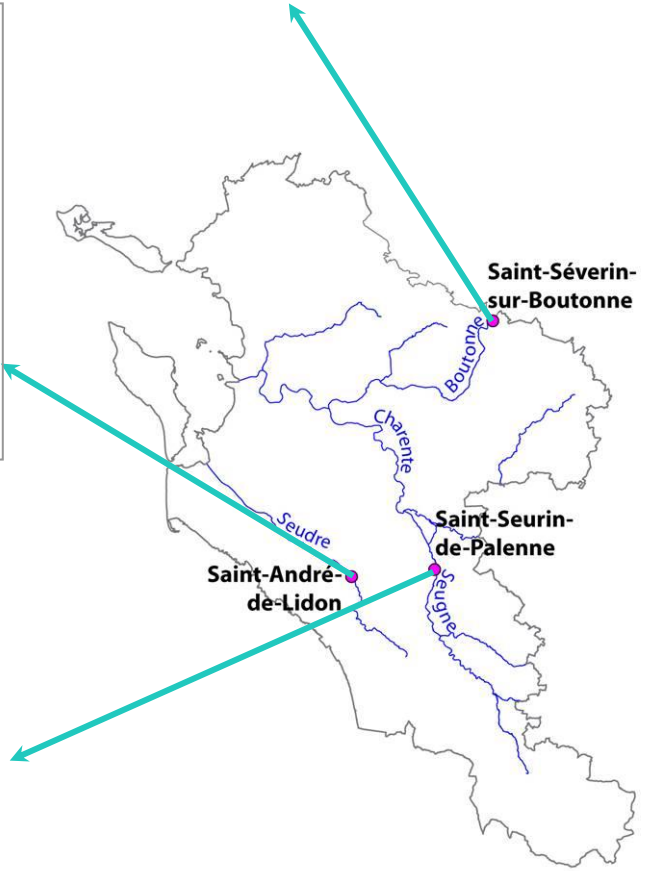 Saint-Séverin-
sur-Boutonne
Boutonne
Charente
Saint-Seurin-
de-Palenne
Seudre
Saint-André-
de-Lidon
Seugne